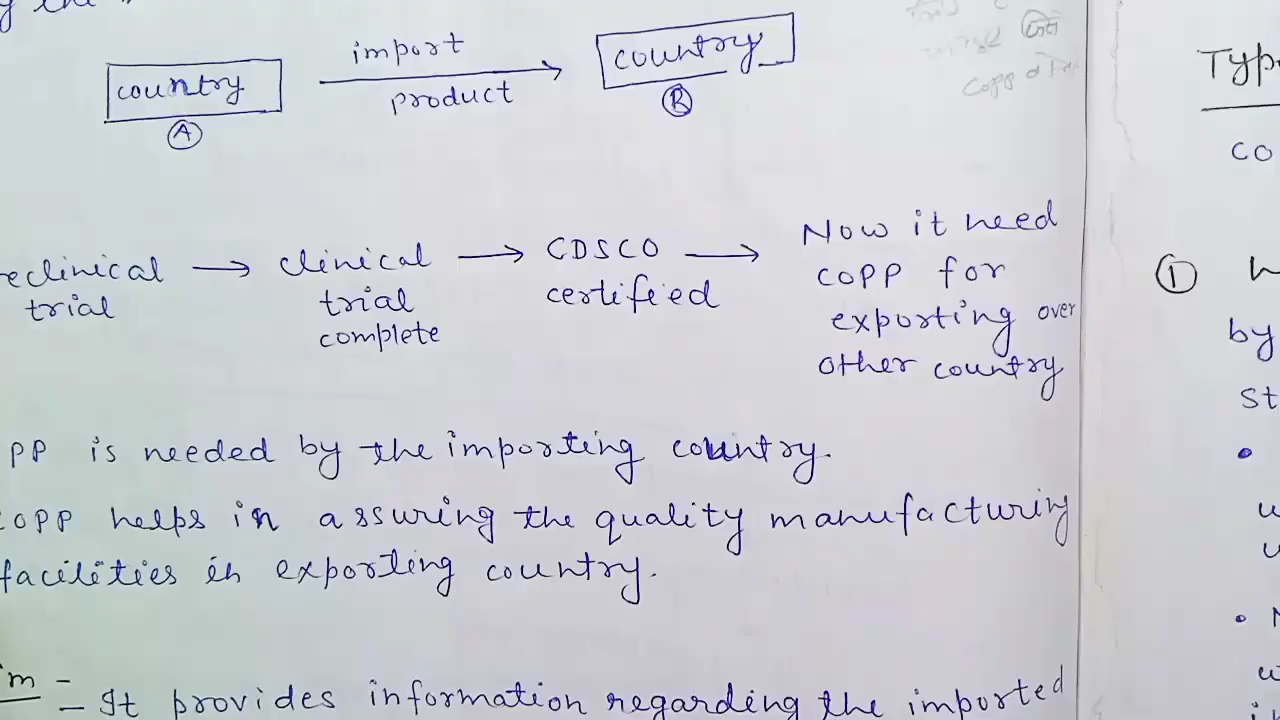 the
country
import
product
country
A
B
eclinical → clinical → CDSCO → Now it need
trial trial certified COPP for
complete exporting over
other country
PP is needed by the importing country.
COPP helps in assuring the quality manufacturing
facilities in exporting country.
im - It provides information regarding the imported
Typ
CO
①
by
st